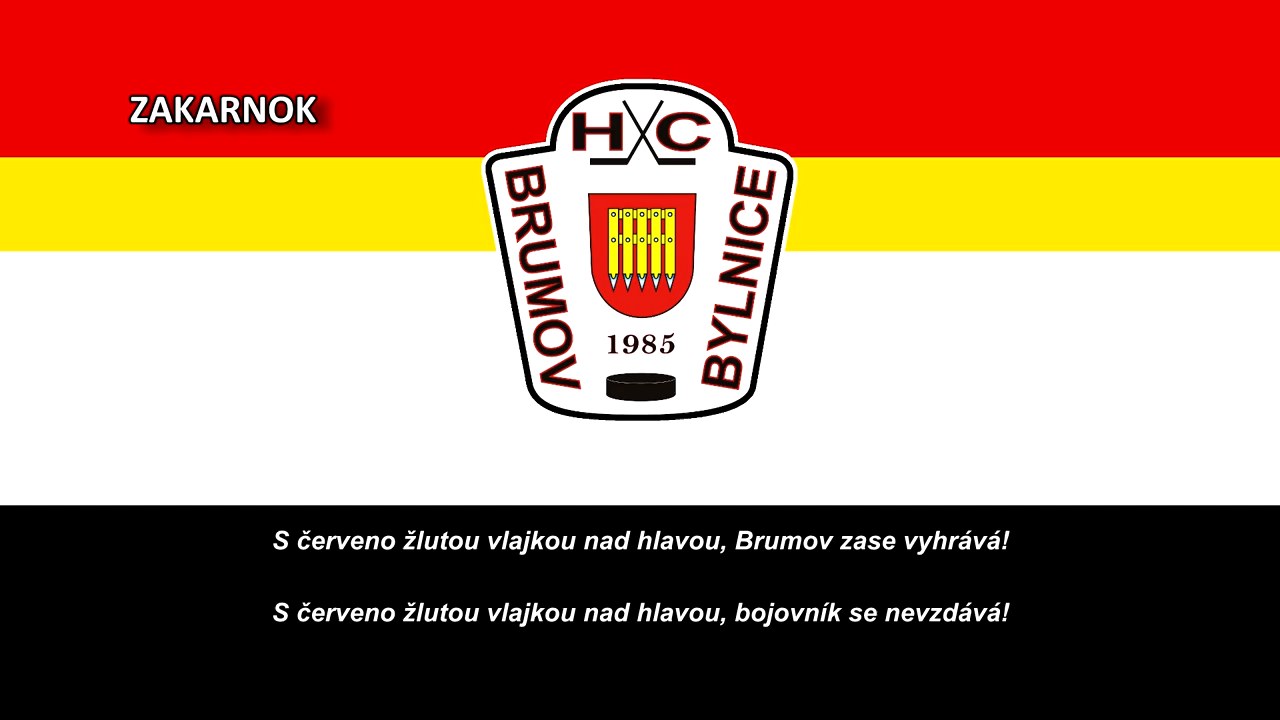 ZAKARNOK
HC
BRUMOV
BYLNICE
1985
S červeno žlutou vlajkou nad hlavou, Brumov zase vyhrává!
S červeno žlutou vlajkou nad hlavou, bojovník se nevzdává!